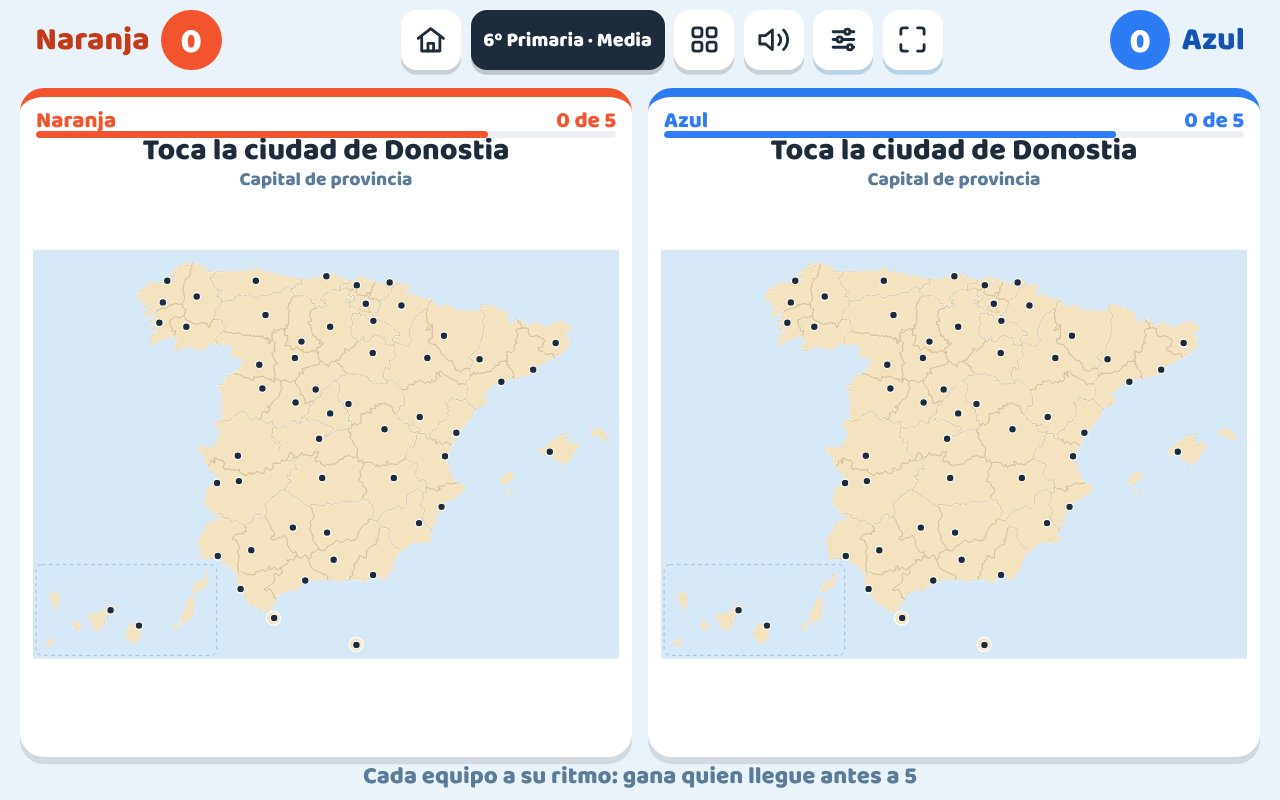 Naranja 0 6º Primaria · Media 0 Azul
Naranja 0 de 5
Toca la ciudad de Donostia
Capital de provincia
Azul 0 de 5
Toca la ciudad de Donostia
Capital de provincia
Cada equipo a su ritmo: gana quien llegue antes a 5